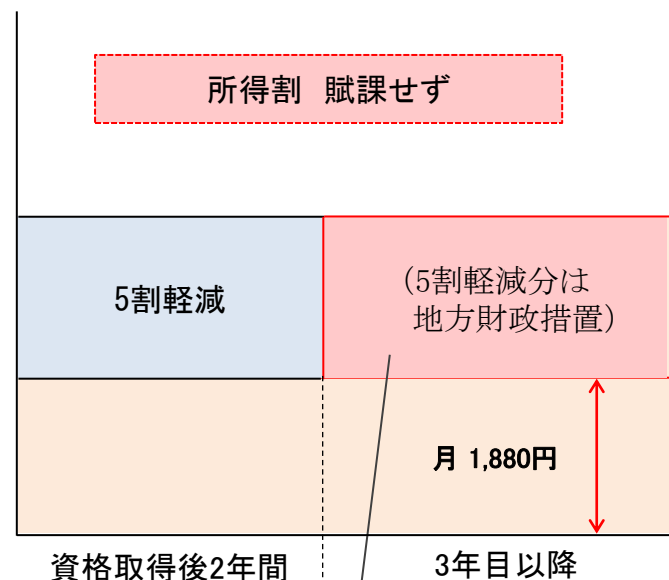 所得割 賦課せず
5割軽減
（5割軽減分は
地方財政措置）
月 1,880円
資格取得後2年間
3年目以降